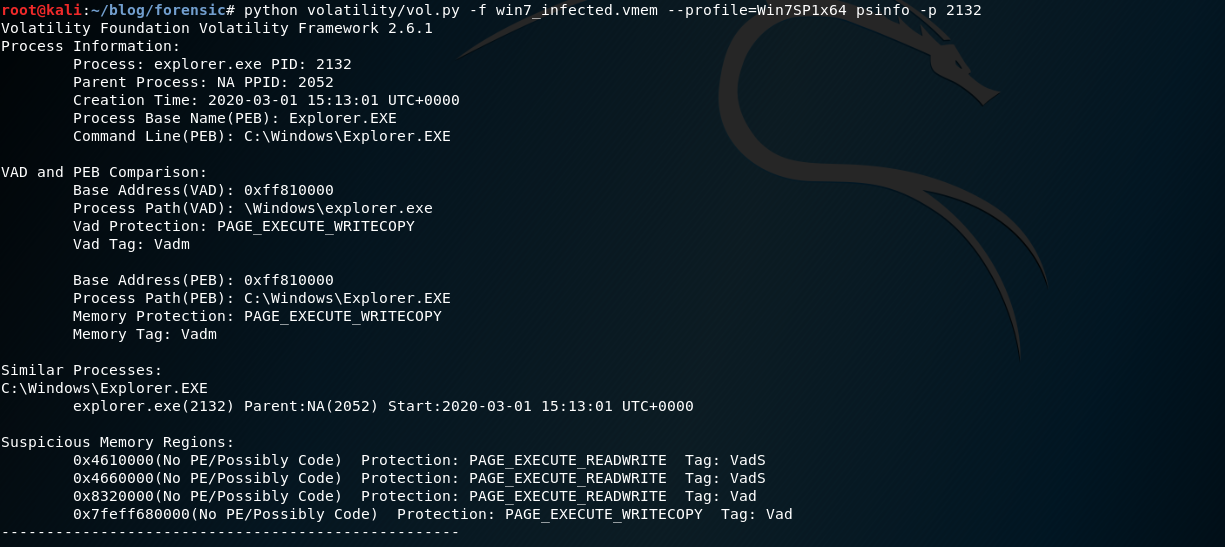 root@kali:~/blog/forensic# python volatility/vol.py -f win7_infected.vmem --profile=Win7SP1x64 psinfo -p 2132
Volatility Foundation Volatility Framework 2.6.1
Process Information:
Process: explorer.exe PID: 2132
Parent Process: NA PPID: 2052
Creation Time: 2020-03-01 15:13:01 UTC+0000
Process Base Name(PEB): Explorer.EXE
Command Line(PEB): C:\Windows\Explorer.EXE
VAD and PEB Comparison:
Base Address(VAD): 0xff810000
Process Path(VAD): \Windows\explorer.exe
Vad Protection: PAGE_EXECUTE_WRITECOPY
Vad Tag: Vadm
Base Address(PEB): 0xff810000
Process Path(PEB): C:\Windows\Explorer.EXE
Memory Protection: PAGE_EXECUTE_WRITECOPY
Memory Tag: Vadm
Similar Processes:
C:\Windows\Explorer.EXE
explorer.exe(2132) Parent:NA(2052) Start:2020-03-01 15:13:01 UTC+0000
Suspicious Memory Regions:
0x4610000(No PE/Possibly Code)  Protection: PAGE_EXECUTE_READWRITE  Tag: VadS
0x4660000(No PE/Possibly Code)  Protection: PAGE_EXECUTE_READWRITE  Tag: VadS
0x8320000(No PE/Possibly Code)  Protection: PAGE_EXECUTE_READWRITE  Tag: Vad
0x7feff680000(No PE/Possibly Code)  Protection: PAGE_EXECUTE_WRITECOPY  Tag: Vad
---------------------------------------------------